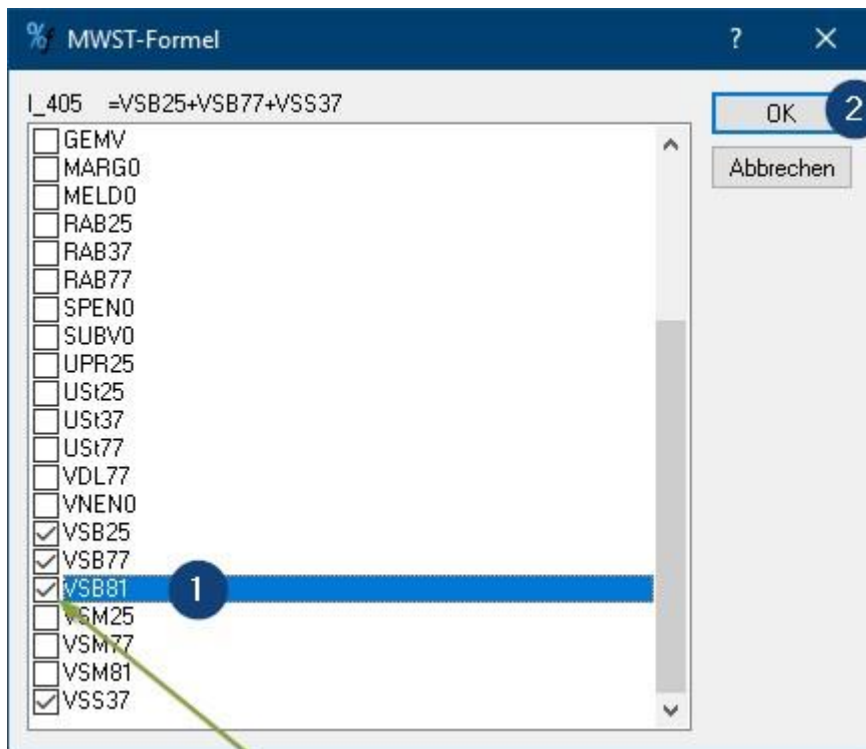 MWST-Formel ? ×
I_405 =VSB25+VSB77+VSS37
OK 2
Abbrechen
GEMV
MARG0
MELD0
RAB25
RAB37
RAB77
SPEN0
SUBV0
UPR25
USt25
USt37
USt77
VDL77
VNEN0
VSB25
VSB77
VSB81 1
VSM25
VSM77
VSM81
VSS37